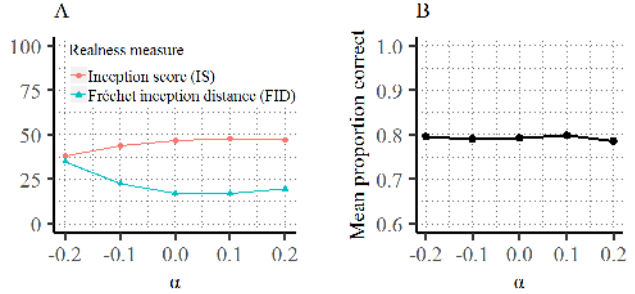 A
Realness measure
Inception score (IS)
Fréchet inception distance (FID)
100
75
50
25
0
-0.2 -0.1 0.0 0.1 0.2
α
B
Mean proportion correct
1.0
0.9
0.8
0.7
0.6
-0.2 -0.1 0.0 0.1 0.2
α